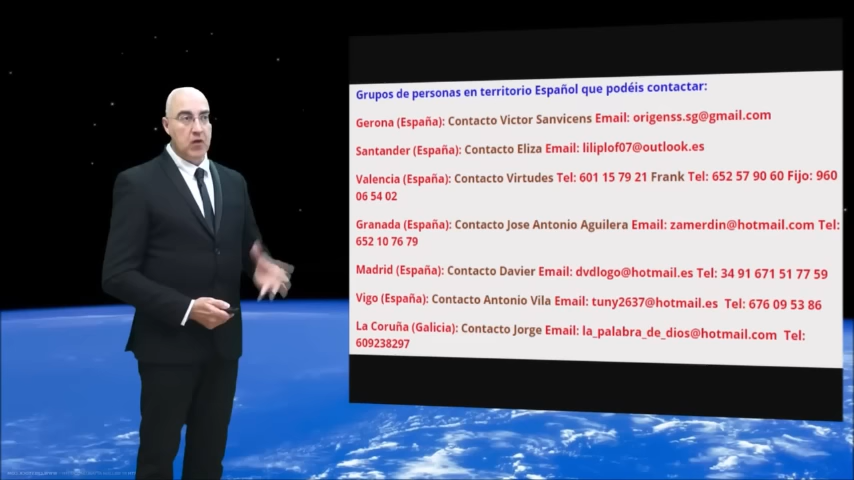 Grupos de personas en territorio Español que podéis contactar:
Gerona (España): Contacto Victor Sanvicens Email: origenss.sg@gmail.com
Santander (España): Contacto Eliza Email: liliplof07@outlook.es
Valencia (España): Contacto Virtudes Tel: 601 15 79 21 Frank Tel: 652 57 90 60 Fijo: 960
06 54 02
Granada (España): Contacto Jose Antonio Aguilera Email: zamerdin@hotmail.com Tel:
652 10 76 79
Madrid (España): Contacto Davier Email: dvdlogo@hotmail.es Tel: 34 91 671 51 77 59
Vigo (España): Contacto Antonio Vila Email: tuny2637@hotmail.es Tel: 676 09 53 86
La Coruña (Galicia): Contacto Jorge Email: la_palabra_de_dios@hotmail.com Tel:
609238297